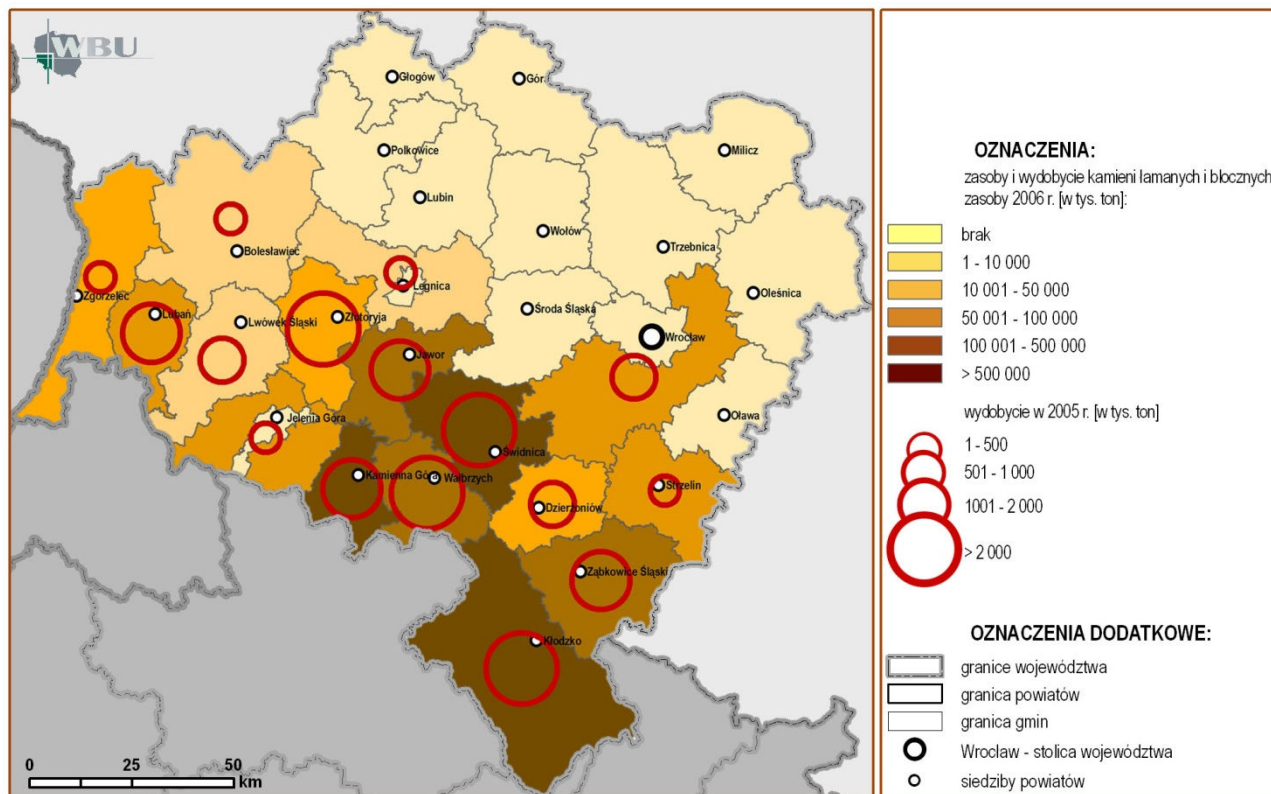 WBU
Głogów
Gór
Polkowice
Milicz
Lubin
Wołów
Trzebnica
Bolesławiec
Legnica
Oleśnica
Zgorzelec
Lubań
Lwówek Śląski
Złotoryja
Środa Śląska
Wrocław
Jawor
Jelenia Góra
Oława
Świdnica
Kamienna Góra
Wałbrzych
Strzelin
Dzierżoniów
Ząbkowice Śląski
Kłodzko
0 25 50
km
OZNACZENIA:
zasoby i wydobycie kamieni łamanych i blocznych
zasoby 2006 r. [w tys. ton]:
brak
1 - 10 000
10 001 - 50 000
50 001 - 100 000
100 001 - 500 000
> 500 000
wydobycie w 2005 r. [w tys. ton]
1 - 500
501 - 1 000
1001 - 2 000
> 2 000
OZNACZENIA DODATKOWE:
granice województwa
granica powiatów
granica gmin
Wrocław - stolica województwa
siedziby powiatów